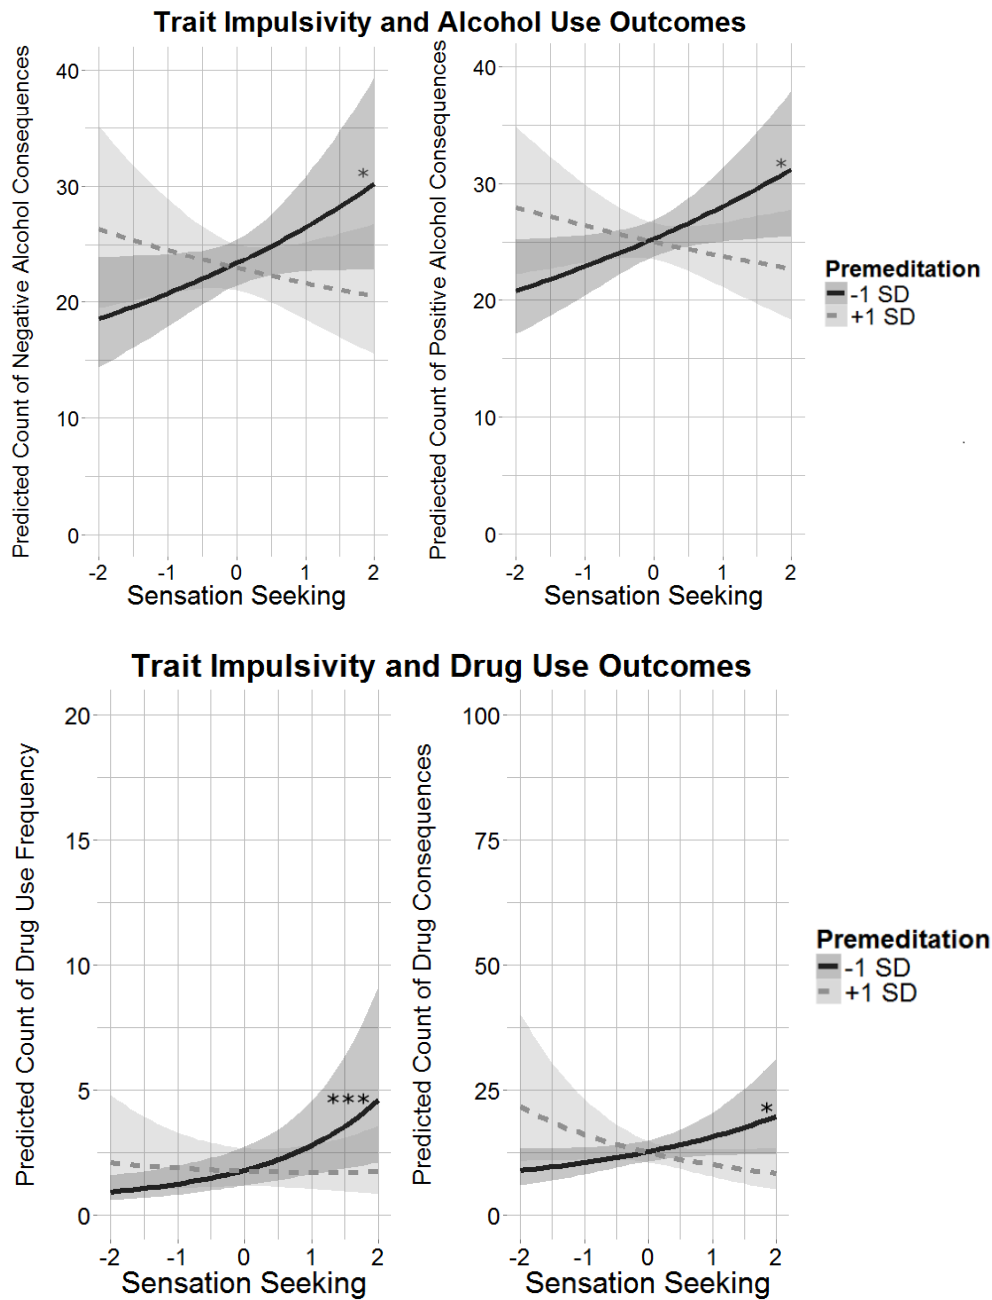 Trait Impulsivity and Alcohol Use Outcomes
Predicted Count of Negative Alcohol Consequences
40
30
20
10
0
*
-2 -1 0 1 2
Sensation Seeking
Prediected Count of Positive Alcohol Consequences
40
30
20
10
0
*
-2 -1 0 1 2
Sensation Seeking
Premeditation
-1 SD
+1 SD
Trait Impulsivity and Drug Use Outcomes
Predicted Count of Drug Use Frequency
20
15
10
5
0
***
-2 -1 0 1 2
Sensation Seeking
Predicted Count of Drug Consequences
100
75
50
25
0
*
-2 -1 0 1 2
Sensation Seeking
Premeditation
-1 SD
+1 SD